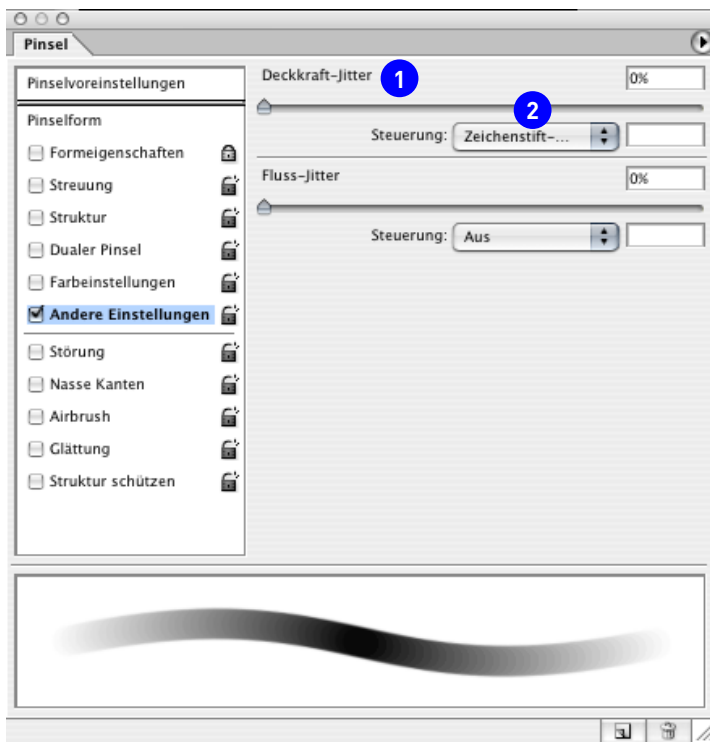 Pinsel
Pinselvoreinstellungen
Pinselform
Formeigenschaften
Streuung
Struktur
Dualer Pinsel
Farbeinstellungen
Andere Einstellungen
Störung
Nasse Kanten
Airbrush
Glättung
Struktur schützen
Deckkraft-Jitter 1 0%
2
Steuerung: Zeichenstift-...
Fluss-Jitter 0%
Steuerung: Aus